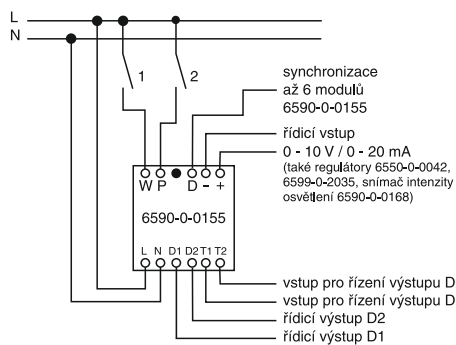 L
N
1
2
synchronizace
až 6 modulů
6590-0-0155
řídicí vstup
0 - 10 V / 0 - 20 mA
(také regulátory 6550-0-0042,
6599-0-2035, snímač intenzity
osvětlení 6590-0-0168)
W P D - +
6590-0-0155
L N D1 D2 T1 T2
vstup pro řízení výstupu D
vstup pro řízení výstupu D
řídicí výstup D2
řídicí výstup D1